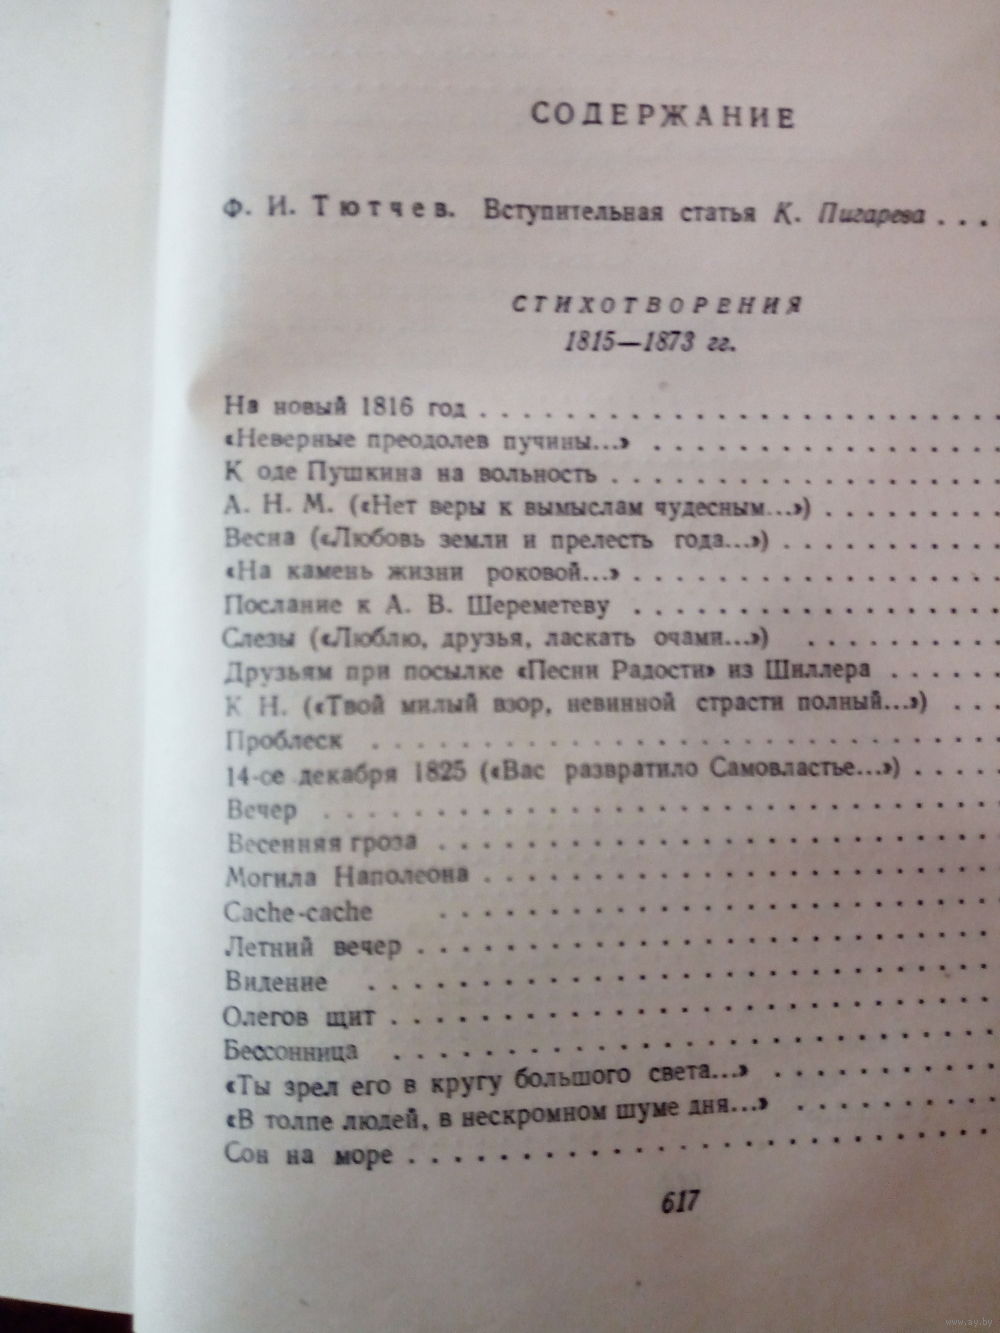 СОДЕРЖАНИЕ
Ф. И. Тютчев. Вступительная статья К. Пигарева . . .
СТИХОТВОРЕНИЯ
1815—1873 гг.
На новый 1816 год . . . . . . . . . . . . . . . . . . . .
«Неверные преодолев пучины...» . . . . . . . . . . . . .
К оде Пушкина на вольность . . . . . . . . . . . . . . .
А. Н. М. («Нет веры к вымыслам чудесным...») . . . . . . .
Весна («Любовь земли и прелесть года...») . . . . . . . .
«На камень жизни роковой...» . . . . . . . . . . . . . .
Послание к А. В. Шереметеву . . . . . . . . . . . . . .
Слезы («Люблю, друзья, ласкать очами...») . . . . . . . .
Друзьям при посылке «Песни Радости» из Шиллера . . . . .
К Н. («Твой милый взор, невинной страсти полный...») . . .
Проблеск . . . . . . . . . . . . . . . . . . . . . . .
14-ое декабря 1825 («Вас развратило Самовластье...») . . . .
Вечер . . . . . . . . . . . . . . . . . . . . . . . . .
Весенняя гроза . . . . . . . . . . . . . . . . . . . . .
Могила Наполеона . . . . . . . . . . . . . . . . . . .
Cache-cache . . . . . . . . . . . . . . . . . . . . .
Летний вечер . . . . . . . . . . . . . . . . . . . . .
Видение . . . . . . . . . . . . . . . . . . . . . . .
Олегов щит . . . . . . . . . . . . . . . . . . . . . .
Бессонница . . . . . . . . . . . . . . . . . . . . . .
«Ты зрел его в кругу большого света...» . . . . . . . . .
«В толпе людей, в нескромном шуме дня...» . . . . . . . .
Сон на море . . . . . . . . . . . . . . . . . . . . . .
617
www.ay.by